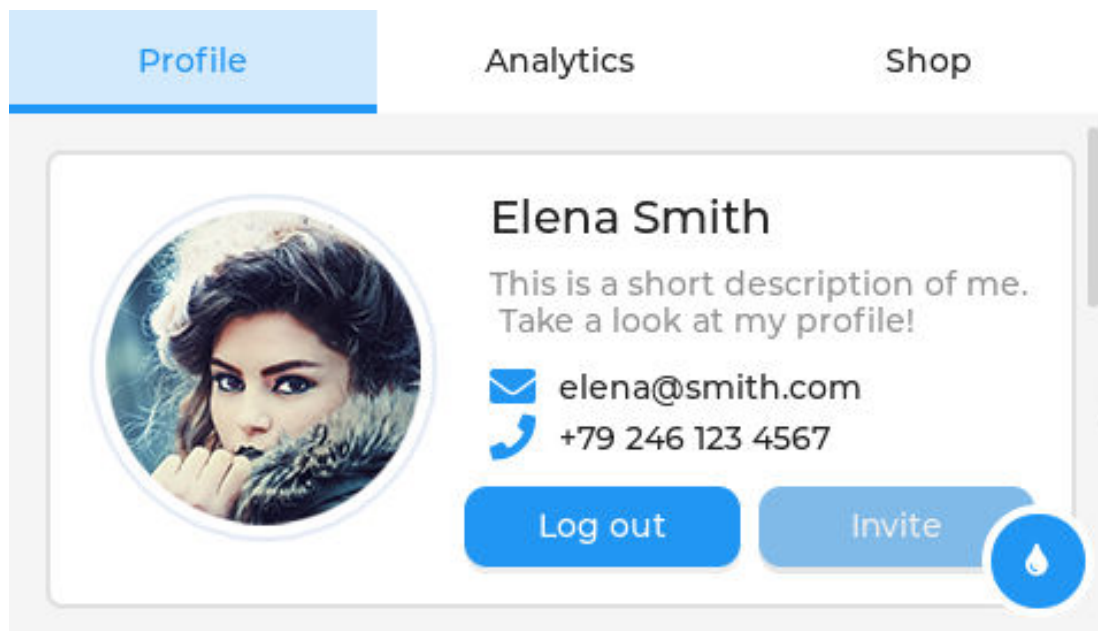 Profile
Analytics
Shop
Elena Smith
This is a short description of me.
Take a look at my profile!
elena@smith.com
+79 246 123 4567
Log out
Invite